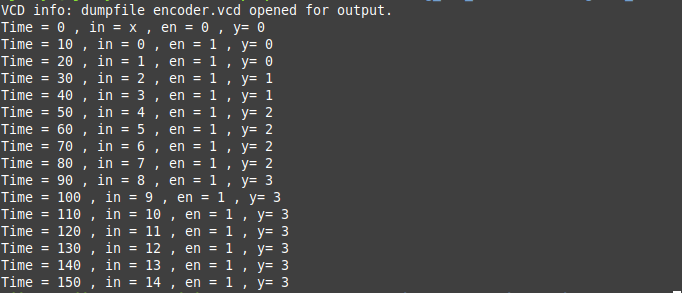 VCD info: dumpfile encoder.vcd opened for output.
Time = 0 , in = x , en = 0 , y= 0
Time = 10 , in = 0 , en = 1 , y= 0
Time = 20 , in = 1 , en = 1 , y= 0
Time = 30 , in = 2 , en = 1 , y= 1
Time = 40 , in = 3 , en = 1 , y= 1
Time = 50 , in = 4 , en = 1 , y= 2
Time = 60 , in = 5 , en = 1 , y= 2
Time = 70 , in = 6 , en = 1 , y= 2
Time = 80 , in = 7 , en = 1 , y= 2
Time = 90 , in = 8 , en = 1 , y= 3
Time = 100 , in = 9 , en = 1 , y= 3
Time = 110 , in = 10 , en = 1 , y= 3
Time = 120 , in = 11 , en = 1 , y= 3
Time = 130 , in = 12 , en = 1 , y= 3
Time = 140 , in = 13 , en = 1 , y= 3
Time = 150 , in = 14 , en = 1 , y= 3